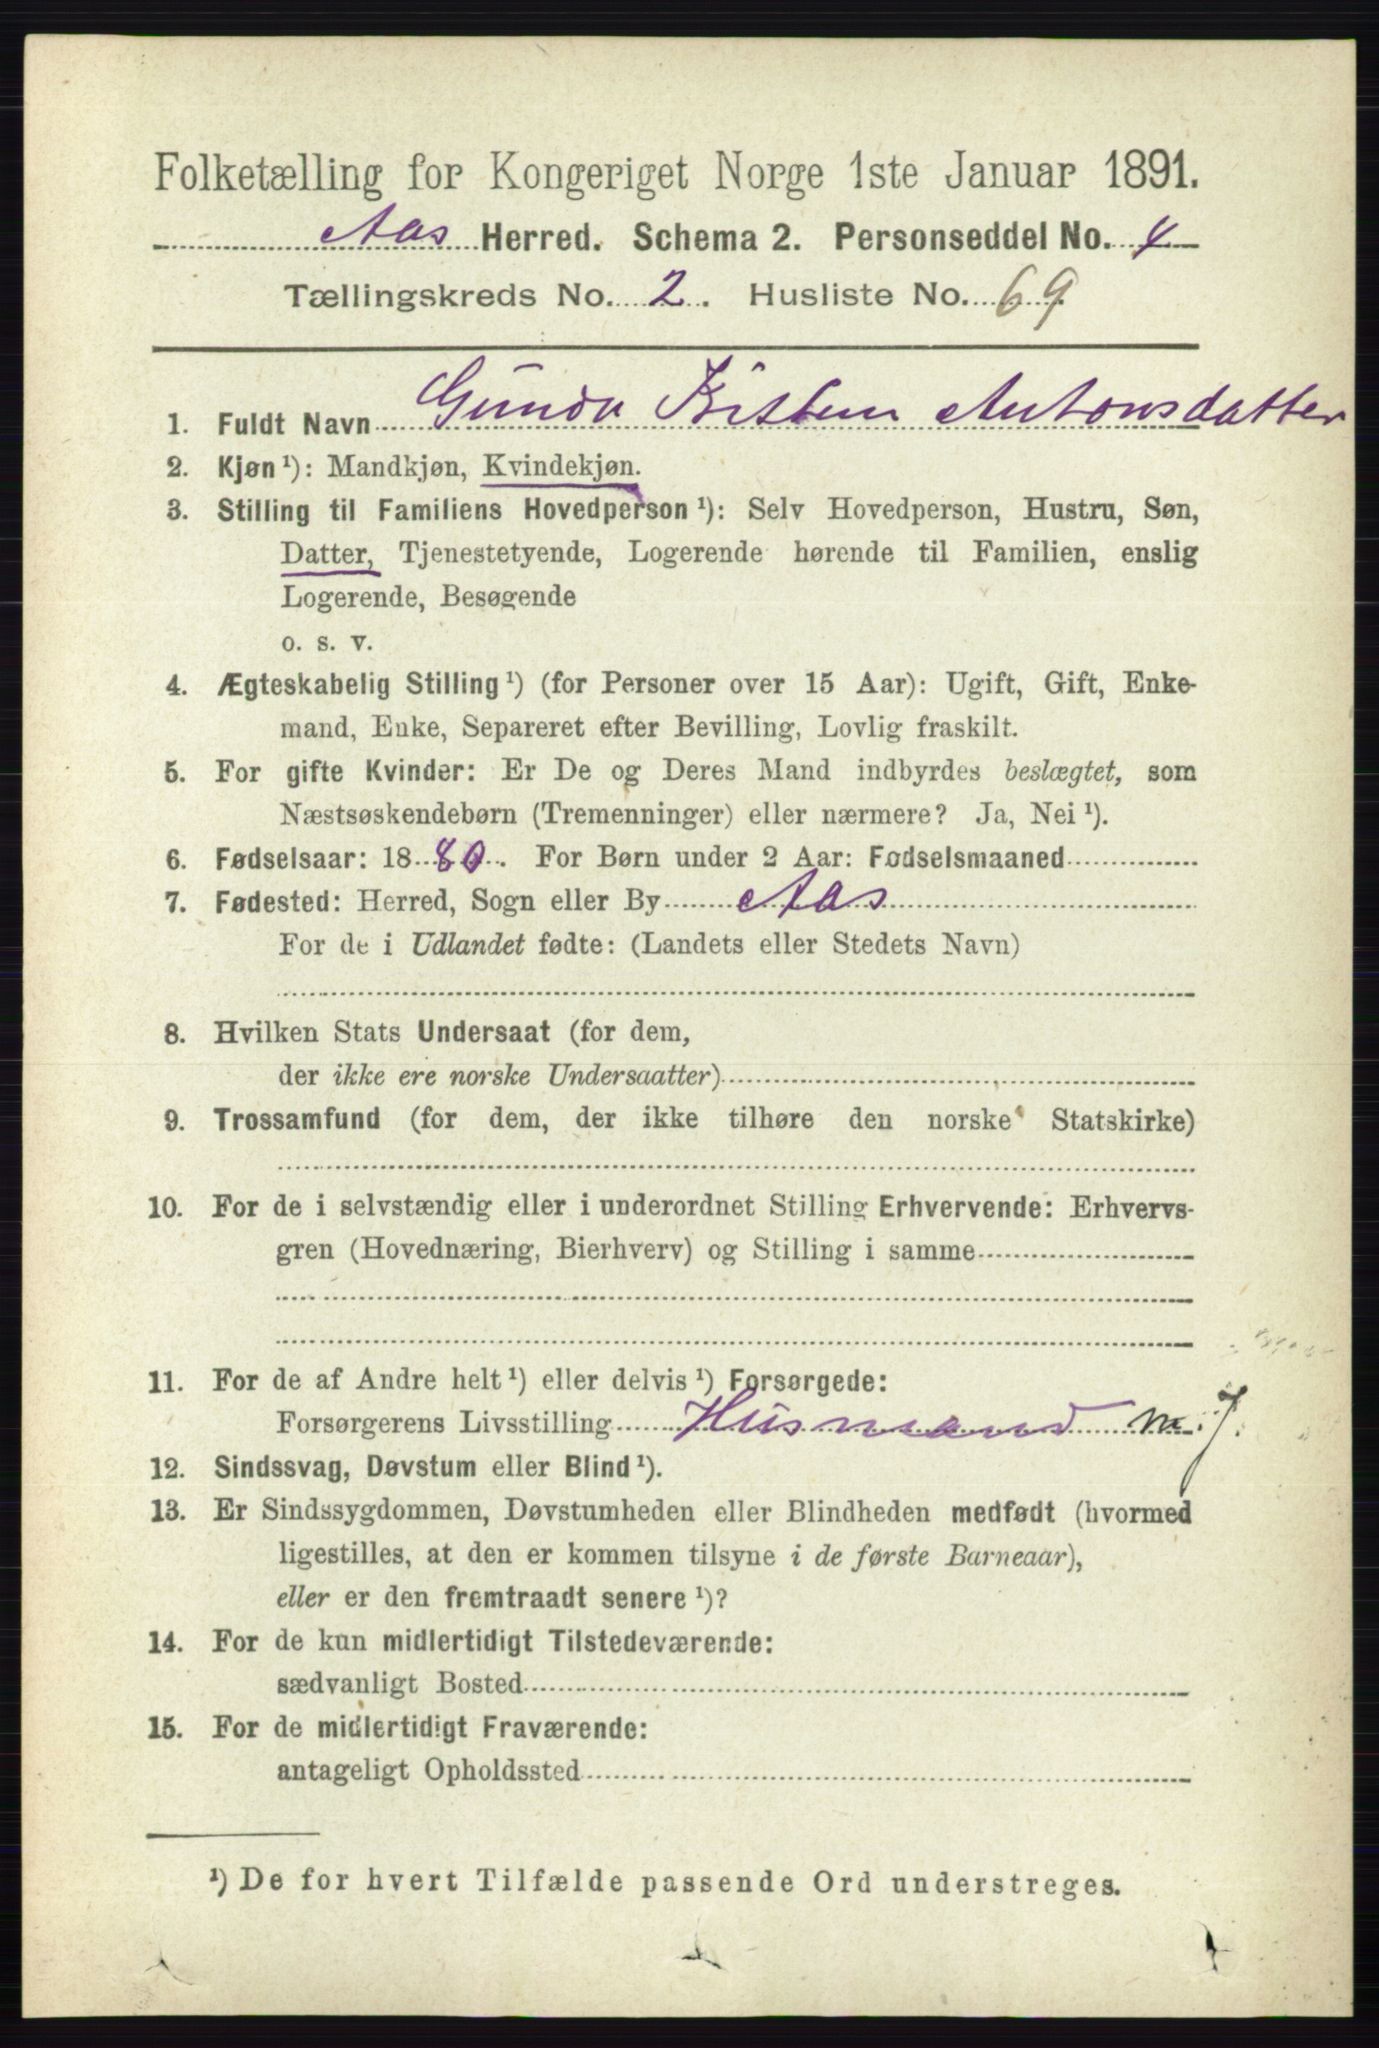 Folketælling for Kongeriget Norge 1ste Januar 1891.
Aas Herred. Schema 2. Personseddel No. 4
Tællingskreds No. 2. Husliste No. 69.
1. Fuldt Navn Gunda Antonsdatter
2. Kjøn ¹): Mandkjøn, Kvindekjøn.
3. Stilling til Familiens Hovedperson ¹): Selv Hovedperson, Hustru, Søn,
Datter, Tjenestetyende, Logerende hørende til Familien, enslig
Logerende, Besøgende
o. s. v.
4. Ægteskabelig Stilling ¹) (for Personer over 15 Aar): Ugift, Gift, Enke-
mand, Enke, Separeret efter Bevilling, Lovlig fraskilt.
5. For gifte Kvinder: Er De og Deres Mand indbyrdes beslægtet, som
Næstsøskendebørn (Tremenninger) eller nærmere? Ja, Nei ¹).
6. Fødselsaar: 1880. For Børn under 2 Aar: Fødselsmaaned
7. Fødested: Herred, Sogn eller By Aas
For de i Udlandet fødte: (Landets eller Stedets Navn)
8. Hvilken Stats Undersaat (for dem,
der ikke ere norske Undersaatter)
9. Trossamfund (for dem, der ikke tilhøre den norske Statskirke)
10. For de i selvstændig eller i underordnet Stilling Erhvervende: Erhvervs-
gren (Hovednæring, Bierhverv) og Stilling i samme
11. For de af Andre helt ¹) eller delvis ¹) Forsørgede:
Forsørgerens Livsstilling Husmand m. J.
12. Sindssvag, Døvstum eller Blind ¹).
13. Er Sindssygdommen, Døvstumheden eller Blindheden medfødt (hvormed
ligestilles, at den er kommen tilsyne i de første Barneaar),
eller er den fremtraadt senere ¹)?
14. For de kun midlertidigt Tilstedeværende:
sædvanligt Bosted
15. For de midlertidigt Fraværende:
antageligt Opholdssted
¹) De for hvert Tilfælde passende Ord understreges.